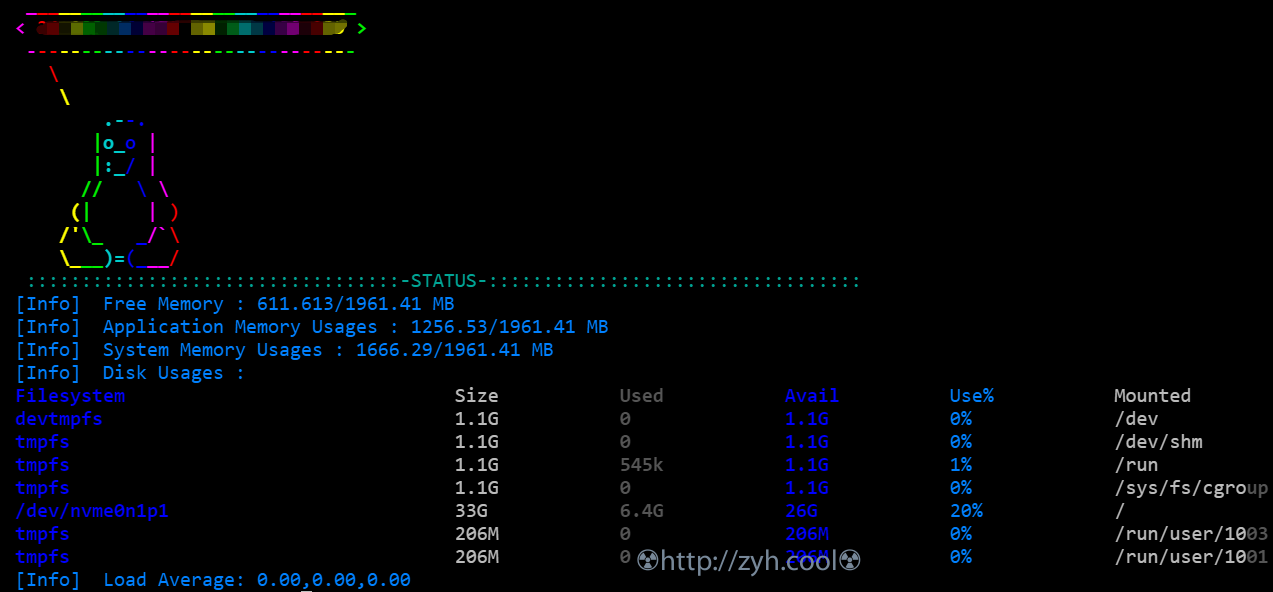 ::::::::::::::::::::::::::::::::::-STATUS-::::::::::::::::::::::::::::::::::
[Info]  Free Memory : 611.613/1961.41 MB
[Info]  Application Memory Usages : 1256.53/1961.41 MB
[Info]  System Memory Usages : 1666.29/1961.41 MB
[Info]  Disk Usages :
Filesystem Size Used Avail Use% Mounted
devtmpfs 1.1G 0 1.1G 0% /dev
tmpfs 1.1G 0 1.1G 0% /dev/shm
tmpfs 1.1G 545k 1.1G 1% /run
tmpfs 1.1G 0 1.1G 0% /sys/fs/cgroup
/dev/nvme0n1p1 33G 6.4G 26G 20% /
tmpfs 206M 0 206M 0% /run/user/1003
tmpfs 206M 0 206M 0% /run/user/1001
☢http://zyh.cool☢
[Info]  Load Average: 0.00,0.00,0.00